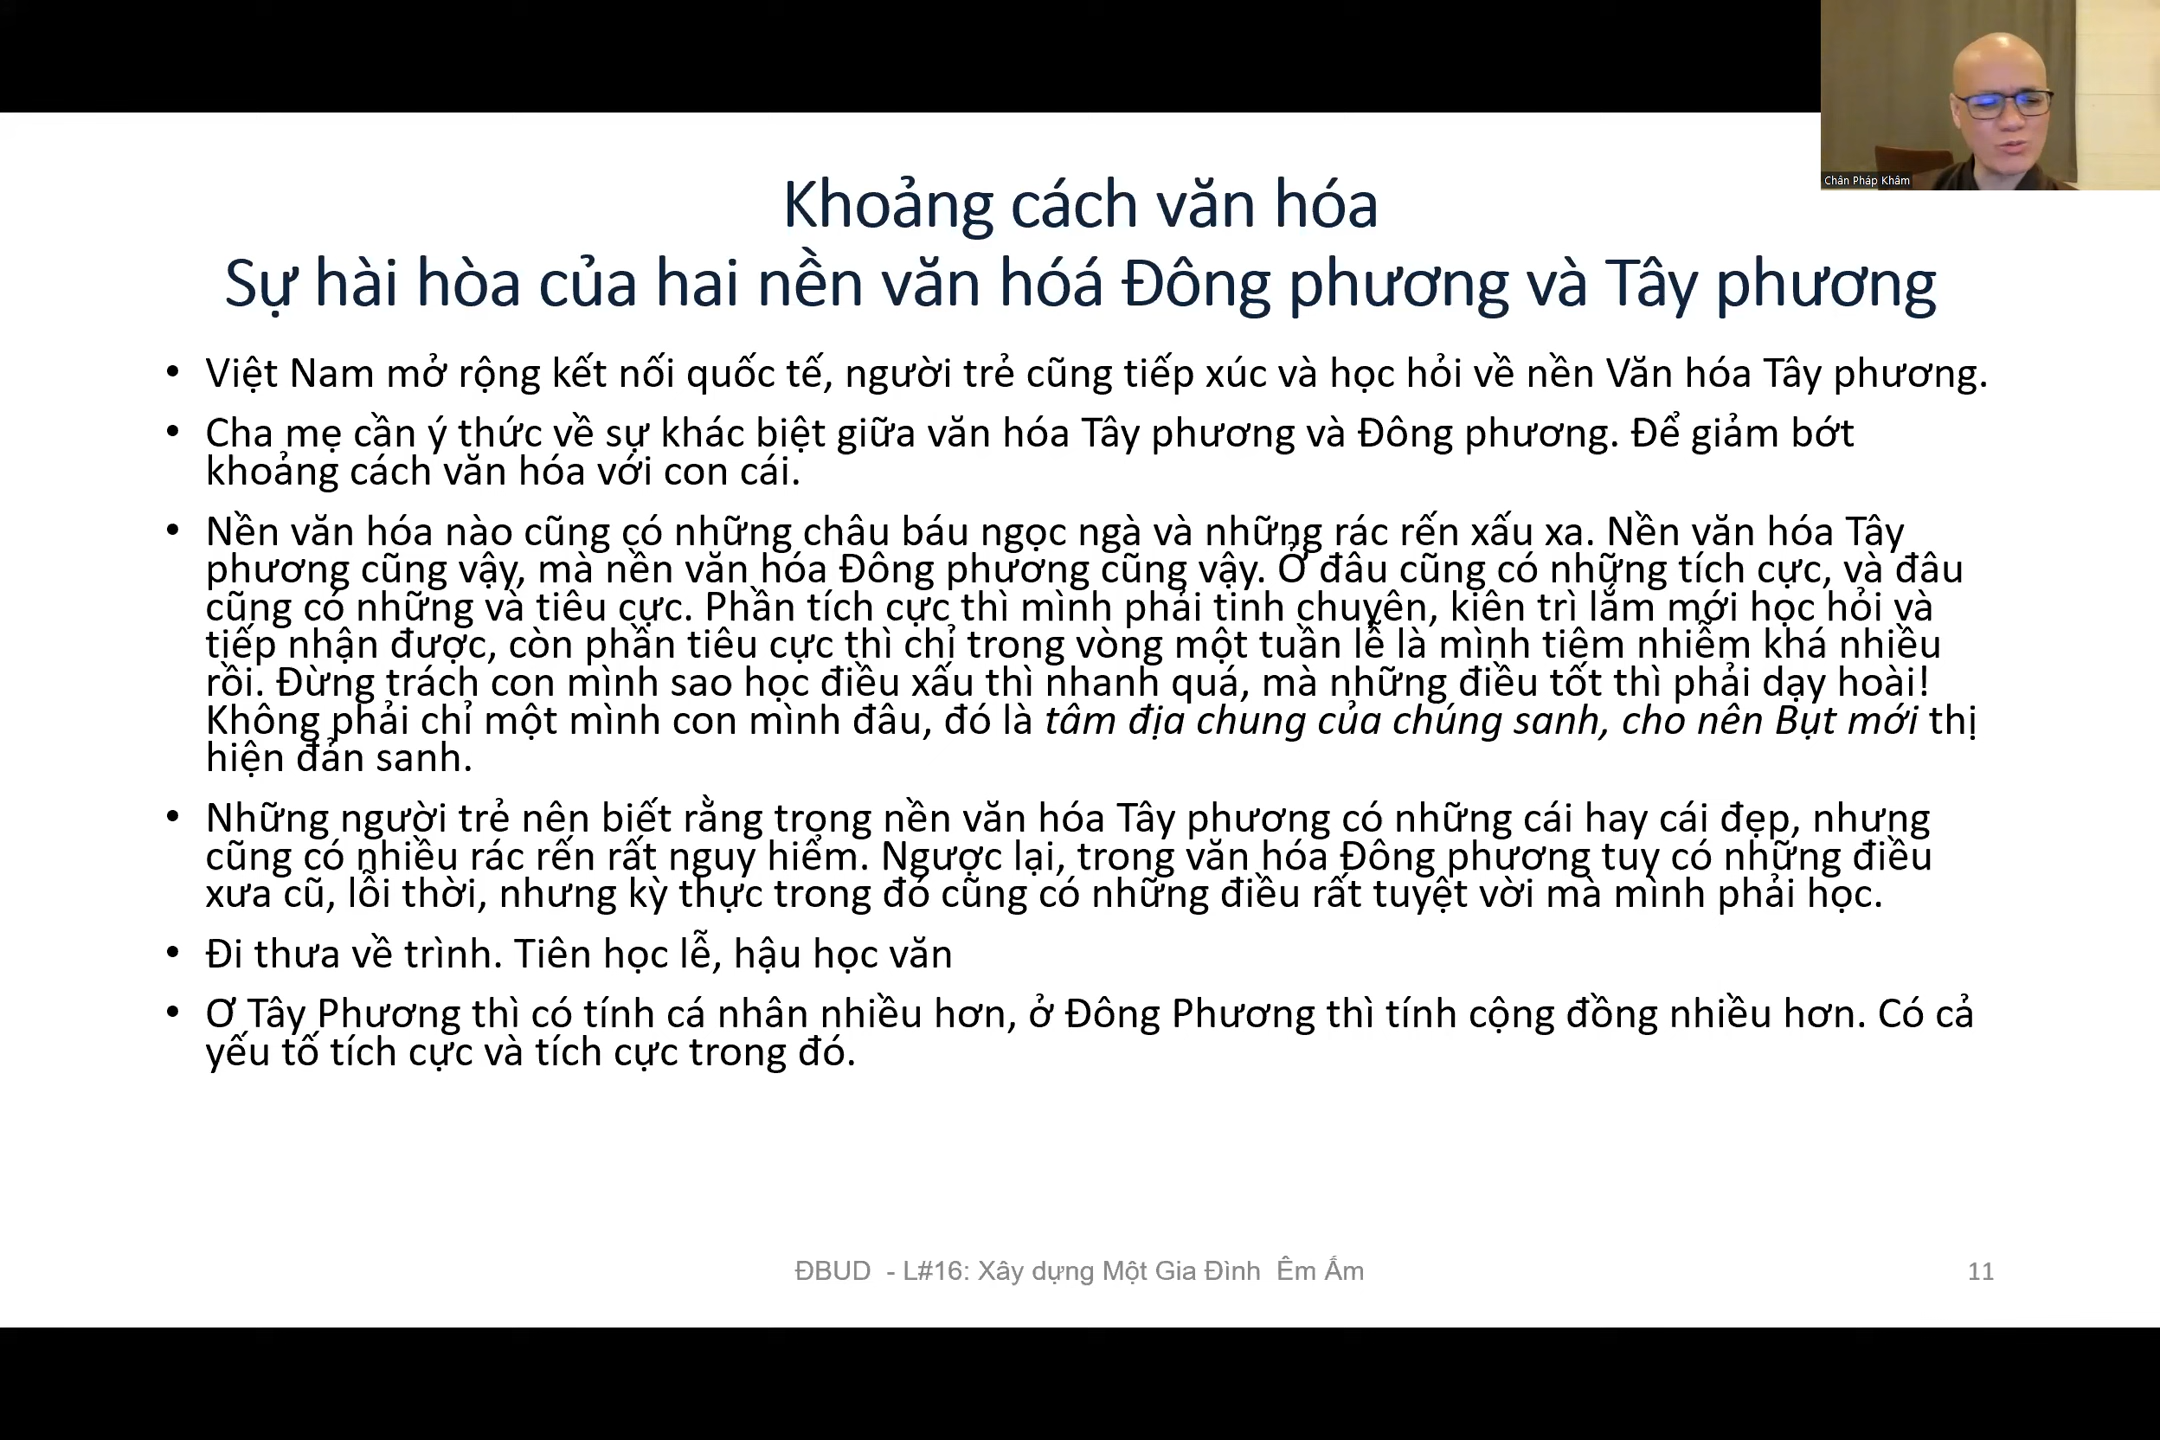 Chân Pháp Khâm
Khoảng cách văn hóa
Sự hài hòa của hai nền văn hóá Đông phương và Tây phương
• Việt Nam mở rộng kết nối quốc tế, người trẻ cũng tiếp xúc và học hỏi về nền Văn hóa Tây phương.
• Cha mẹ cần ý thức về sự khác biệt giữa văn hóa Tây phương và Đông phương. Để giảm bớt
khoảng cách văn hóa với con cái.
• Nền văn hóa nào cũng có những châu báu ngọc ngà và những rác rến xấu xa. Nền văn hóa Tây
phương cũng vậy, mà nền văn hóa Đông phương cũng vậy. Ở đâu cũng có những tích cực, và đâu
cũng có những và tiêu cực. Phần tích cực thì mình phải tinh chuyên, kiên trì lắm mới học hỏi và
tiếp nhận được, còn phần tiêu cực thì chỉ trong vòng một tuần lễ là mình tiêm nhiễm khá nhiều
rồi. Đừng trách con mình sao học điều xấu thì nhanh quá, mà những điều tốt thì phải dạy hoài!
Không phải chỉ một mình con mình đâu, đó là tâm địa chung của chúng sanh, cho nên Bụt mới thị
hiện đản sanh.
• Những người trẻ nên biết rằng trong nền văn hóa Tây phương có những cái hay cái đẹp, nhưng
cũng có nhiều rác rến rất nguy hiểm. Ngược lại, trong văn hóa Đông phương tuy có những điều
xưa cũ, lỗi thời, nhưng kỳ thực trong đó cũng có những điều rất tuyệt vời mà mình phải học.
• Đi thưa về trình. Tiên học lễ, hậu học văn
• Ơ Tây Phương thì có tính cá nhân nhiều hơn, ở Đông Phương thì tính cộng đồng nhiều hơn. Có cả
yếu tố tích cực và tích cực trong đó.
ĐBUD - L#16: Xây dựng Một Gia Đình Êm Ấm
11